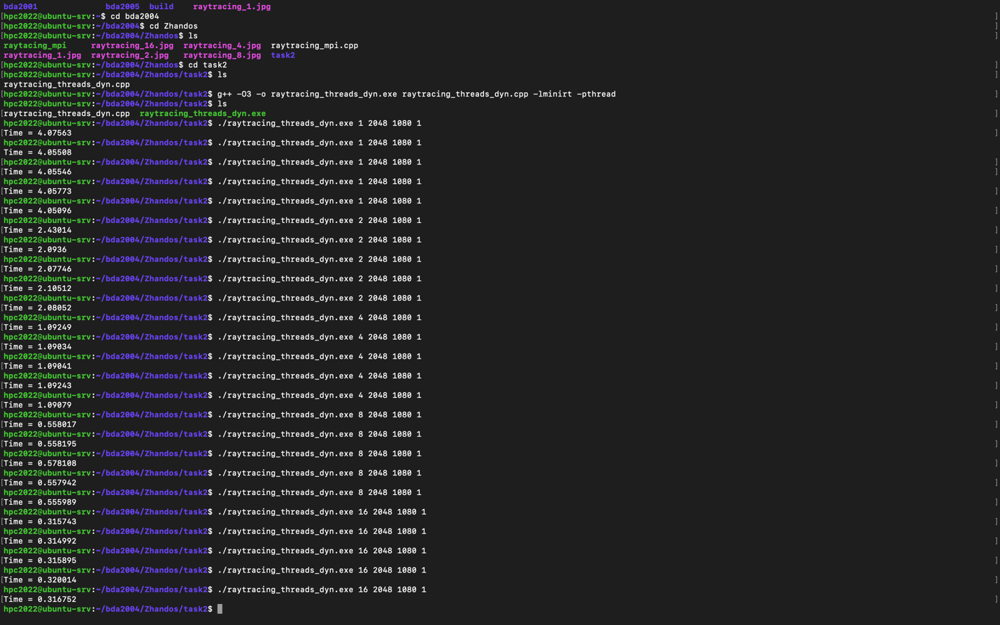 bda2001 bda2005 build raytracing_1.jpg
[hpc2022@ubuntu-srv:~$ cd bda2004 ]
[hpc2022@ubuntu-srv:~/bda2004$ cd Zhandos ]
[hpc2022@ubuntu-srv:~/bda2004/Zhandos$ ls ]
raytacing_mpi raytracing_16.jpg raytracing_4.jpg raytracing_mpi.cpp
raytracing_1.jpg raytracing_2.jpg raytracing_8.jpg task2
[hpc2022@ubuntu-srv:~/bda2004/Zhandos$ cd task2 ]
[hpc2022@ubuntu-srv:~/bda2004/Zhandos/task2$ ls ]
raytracing_threads_dyn.cpp
[hpc2022@ubuntu-srv:~/bda2004/Zhandos/task2$ g++ -O3 -o raytracing_threads_dyn.exe raytracing_threads_dyn.cpp -lminirt -pthread ]
hpc2022@ubuntu-srv:~/bda2004/Zhandos/task2$ ls
[raytracing_threads_dyn.cpp raytracing_threads_dyn.exe ]
hpc2022@ubuntu-srv:~/bda2004/Zhandos/task2$ ./raytracing_threads_dyn.exe 1 2048 1080 1
[Time = 4.07563 ]
hpc2022@ubuntu-srv:~/bda2004/Zhandos/task2$ ./raytracing_threads_dyn.exe 1 2048 1080 1
Time = 4.05508
[hpc2022@ubuntu-srv:~/bda2004/Zhandos/task2$ ./raytracing_threads_dyn.exe 1 2048 1080 1 ]
[Time = 4.05546 ]
hpc2022@ubuntu-srv:~/bda2004/Zhandos/task2$ ./raytracing_threads_dyn.exe 1 2048 1080 1
[Time = 4.05773 ]
hpc2022@ubuntu-srv:~/bda2004/Zhandos/task2$ ./raytracing_threads_dyn.exe 1 2048 1080 1
[Time = 4.05096 ]
hpc2022@ubuntu-srv:~/bda2004/Zhandos/task2$ ./raytracing_threads_dyn.exe 2 2048 1080 1
[Time = 2.43014 ]
hpc2022@ubuntu-srv:~/bda2004/Zhandos/task2$ ./raytracing_threads_dyn.exe 2 2048 1080 1
[Time = 2.0936 ]
hpc2022@ubuntu-srv:~/bda2004/Zhandos/task2$ ./raytracing_threads_dyn.exe 2 2048 1080 1
[Time = 2.07746 ]
hpc2022@ubuntu-srv:~/bda2004/Zhandos/task2$ ./raytracing_threads_dyn.exe 2 2048 1080 1
[Time = 2.10512 ]
hpc2022@ubuntu-srv:~/bda2004/Zhandos/task2$ ./raytracing_threads_dyn.exe 2 2048 1080 1
[Time = 2.08052 ]
hpc2022@ubuntu-srv:~/bda2004/Zhandos/task2$ ./raytracing_threads_dyn.exe 4 2048 1080 1
[Time = 1.09249 ]
hpc2022@ubuntu-srv:~/bda2004/Zhandos/task2$ ./raytracing_threads_dyn.exe 4 2048 1080 1
[Time = 1.09034 ]
hpc2022@ubuntu-srv:~/bda2004/Zhandos/task2$ ./raytracing_threads_dyn.exe 4 2048 1080 1
[Time = 1.09041 ]
hpc2022@ubuntu-srv:~/bda2004/Zhandos/task2$ ./raytracing_threads_dyn.exe 4 2048 1080 1
[Time = 1.09243 ]
hpc2022@ubuntu-srv:~/bda2004/Zhandos/task2$ ./raytracing_threads_dyn.exe 4 2048 1080 1
[Time = 1.09079 ]
hpc2022@ubuntu-srv:~/bda2004/Zhandos/task2$ ./raytracing_threads_dyn.exe 8 2048 1080 1
[Time = 0.558017 ]
hpc2022@ubuntu-srv:~/bda2004/Zhandos/task2$ ./raytracing_threads_dyn.exe 8 2048 1080 1
[Time = 0.558195 ]
hpc2022@ubuntu-srv:~/bda2004/Zhandos/task2$ ./raytracing_threads_dyn.exe 8 2048 1080 1
[Time = 0.578108 ]
hpc2022@ubuntu-srv:~/bda2004/Zhandos/task2$ ./raytracing_threads_dyn.exe 8 2048 1080 1
[Time = 0.557942 ]
hpc2022@ubuntu-srv:~/bda2004/Zhandos/task2$ ./raytracing_threads_dyn.exe 8 2048 1080 1
[Time = 0.555989 ]
hpc2022@ubuntu-srv:~/bda2004/Zhandos/task2$ ./raytracing_threads_dyn.exe 16 2048 1080 1
[Time = 0.315743 ]
hpc2022@ubuntu-srv:~/bda2004/Zhandos/task2$ ./raytracing_threads_dyn.exe 16 2048 1080 1
[Time = 0.314992 ]
hpc2022@ubuntu-srv:~/bda2004/Zhandos/task2$ ./raytracing_threads_dyn.exe 16 2048 1080 1
[Time = 0.315895 ]
hpc2022@ubuntu-srv:~/bda2004/Zhandos/task2$ ./raytracing_threads_dyn.exe 16 2048 1080 1
[Time = 0.320014 ]
hpc2022@ubuntu-srv:~/bda2004/Zhandos/task2$ ./raytracing_threads_dyn.exe 16 2048 1080 1
[Time = 0.316752 ]
hpc2022@ubuntu-srv:~/bda2004/Zhandos/task2$